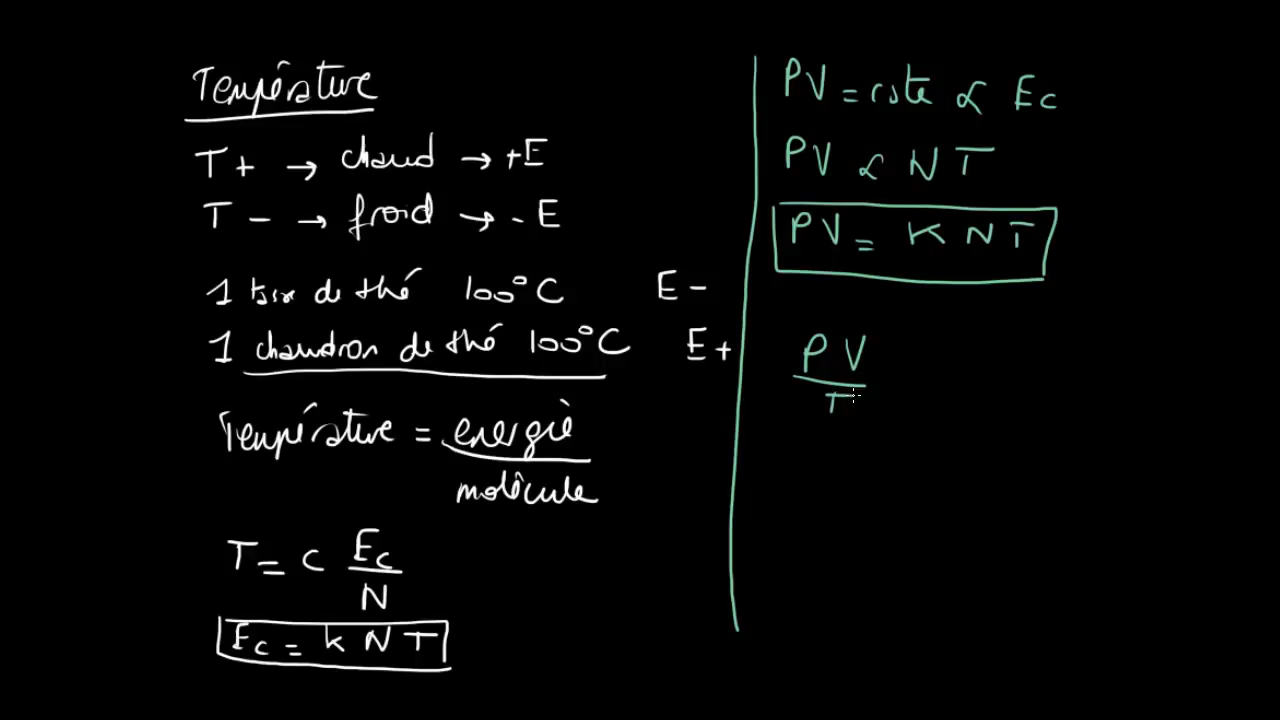 Température
T + → chaud → +E
T - → froid → - E
1 tasse de thé 100°C E -
1 chaudron de thé 100°C E +
Température = energie
molécule
T = c Ec
N
Ec = k N T
PV = cste ∝ Ec
PV ∝ N T
PV = K N T
PV
T